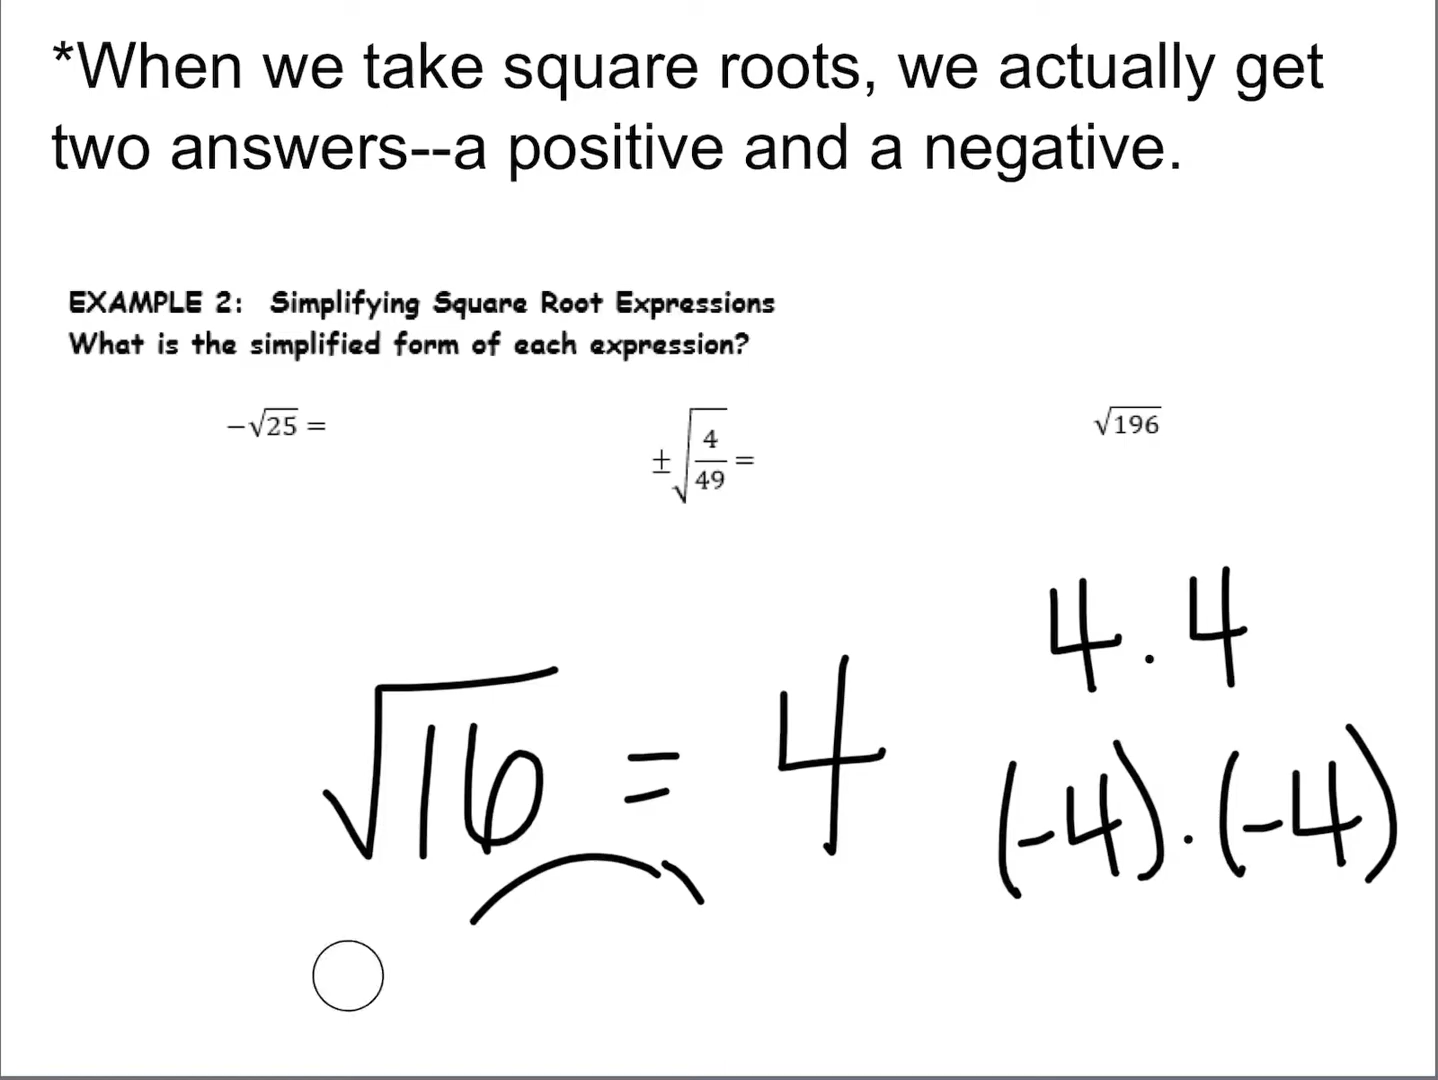 *When we take square roots, we actually get
two answers--a positive and a negative.
EXAMPLE 2: Simplifying Square Root Expressions
What is the simplified form of each expression?
−√25 =
±√(4/49) =
√196
4 · 4
√16 = 4
(-4) · (-4)